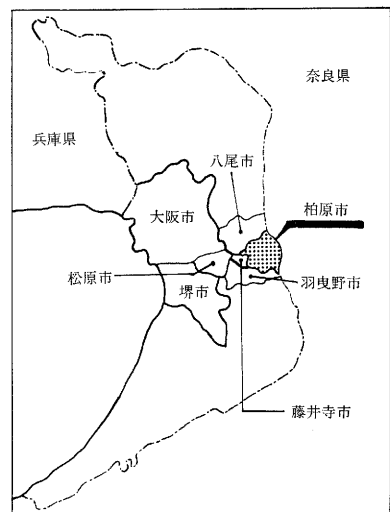 奈良県
兵庫県
八尾市
大阪市
柏原市
松原市
羽曳野市
堺市
藤井寺市